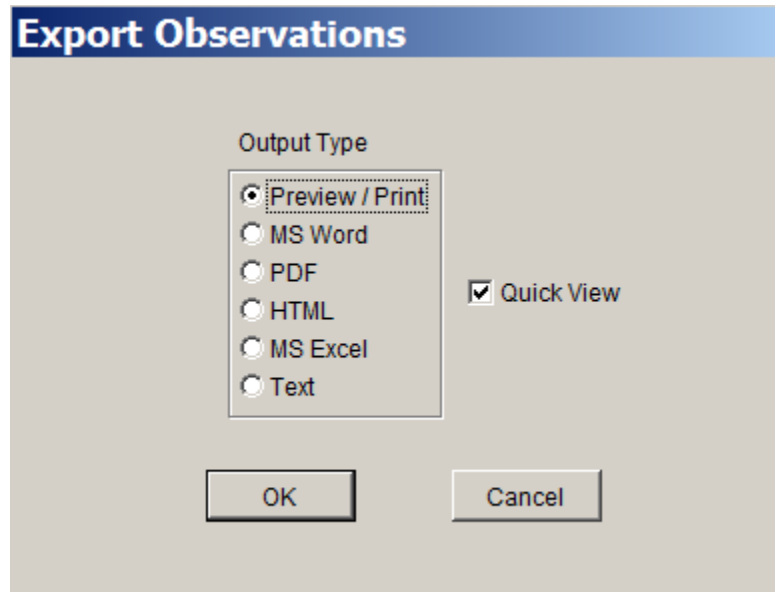 Export Observations
Output Type
Preview / Print
MS Word
PDF
HTML
MS Excel
Text
Quick View
OK
Cancel